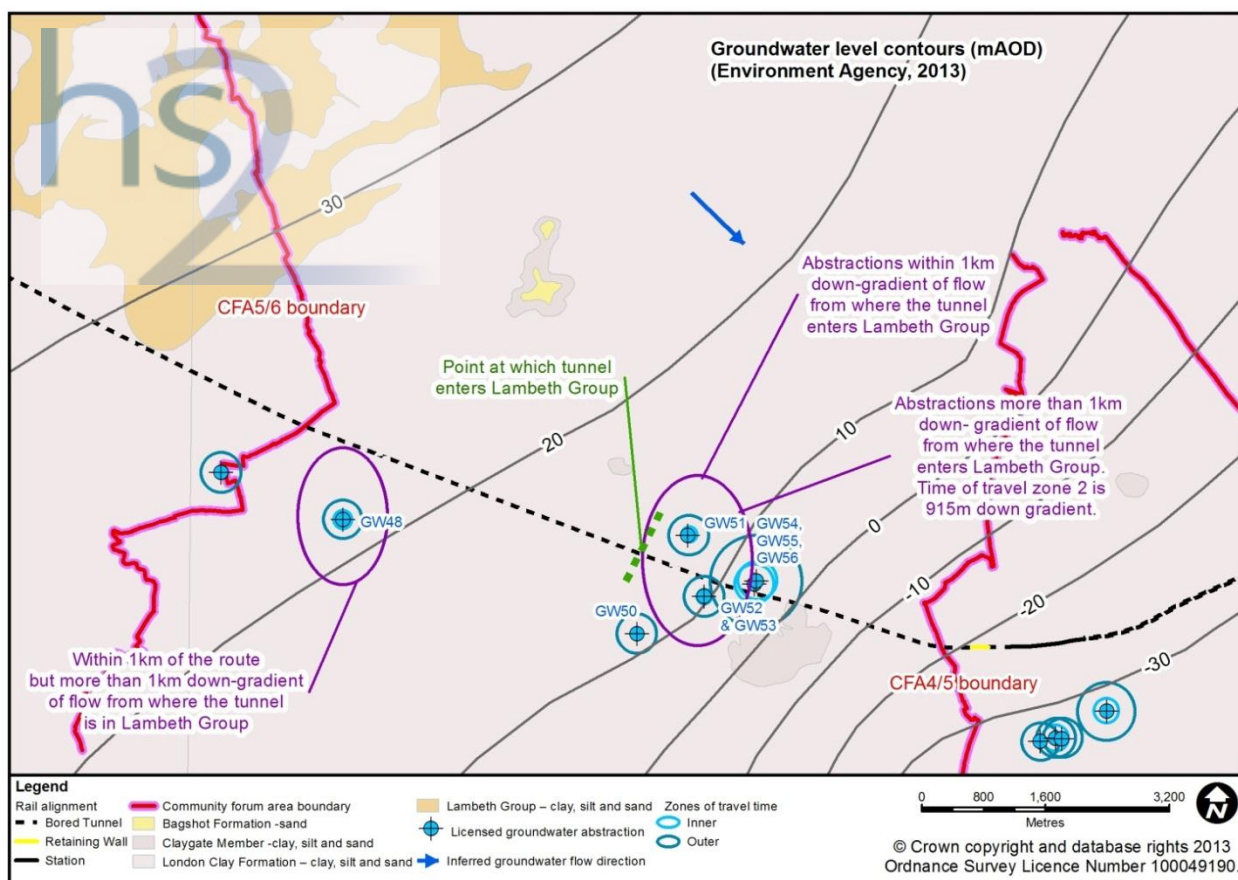 hs2
Groundwater level contours (mAOD)
(Environment Agency, 2013)
30
CFA5/6 boundary
Abstractions within 1km
down-gradient of flow
from where the tunnel
enters Lambeth Group
Point at which tunnel
enters Lambeth Group
Abstractions more than 1km
down- gradient of flow
from where the tunnel
enters Lambeth Group.
Time of travel zone 2 is
915m down gradient.
20
10
0
-10
-20
-30
GW48
GW51
GW54,
GW55,
GW56
GW50
GW52
& GW53
Within 1km of the route
but more than 1km down-gradient
of flow from where the tunnel
is in Lambeth Group
CFA4/5 boundary
Legend
Rail alignment
Bored Tunnel
Retaining Wall
Station
Community forum area boundary
Bagshot Formation -sand
Claygate Member -clay, silt and sand
London Clay Formation – clay, silt and sand
Lambeth Group – clay, silt and sand
Licensed groundwater abstraction
Inferred groundwater flow direction
Zones of travel time
Inner
Outer
0 800 1,600 3,200
Metres
N
© Crown copyright and database rights 2013
Ordnance Survey Licence Number 100049190.